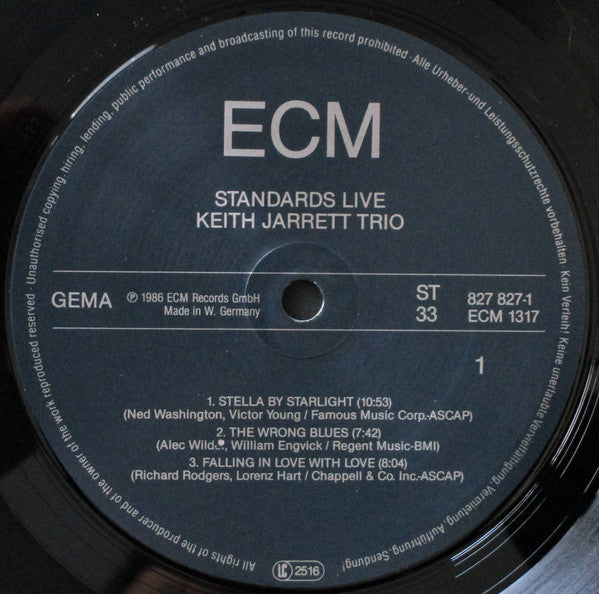 All rights of the producer and of the owner of the work reproduced reserved · Unauthorised copying, hiring, lending, public performance and broadcasting of this record prohibited · Alle Urheber- und Leistungsschutzrechte vorbehalten · Kein Verleih! Keine unerlaubte Vervielfältigung, Vermietung, Aufführung, Sendung!
ECM
STANDARDS LIVE
KEITH JARRETT TRIO
GEMA
℗ 1986 ECM Records GmbH
Made in W. Germany
ST
33
827 827-1
ECM 1317
1
1. STELLA BY STARLIGHT (10:53)
(Ned Washington, Victor Young / Famous Music Corp.-ASCAP)
2. THE WRONG BLUES (7:42)
(Alec Wilder, William Engvick / Regent Music-BMI)
3. FALLING IN LOVE WITH LOVE (8:04)
(Richard Rodgers, Lorenz Hart / Chappell & Co. Inc.-ASCAP)
LC 2516